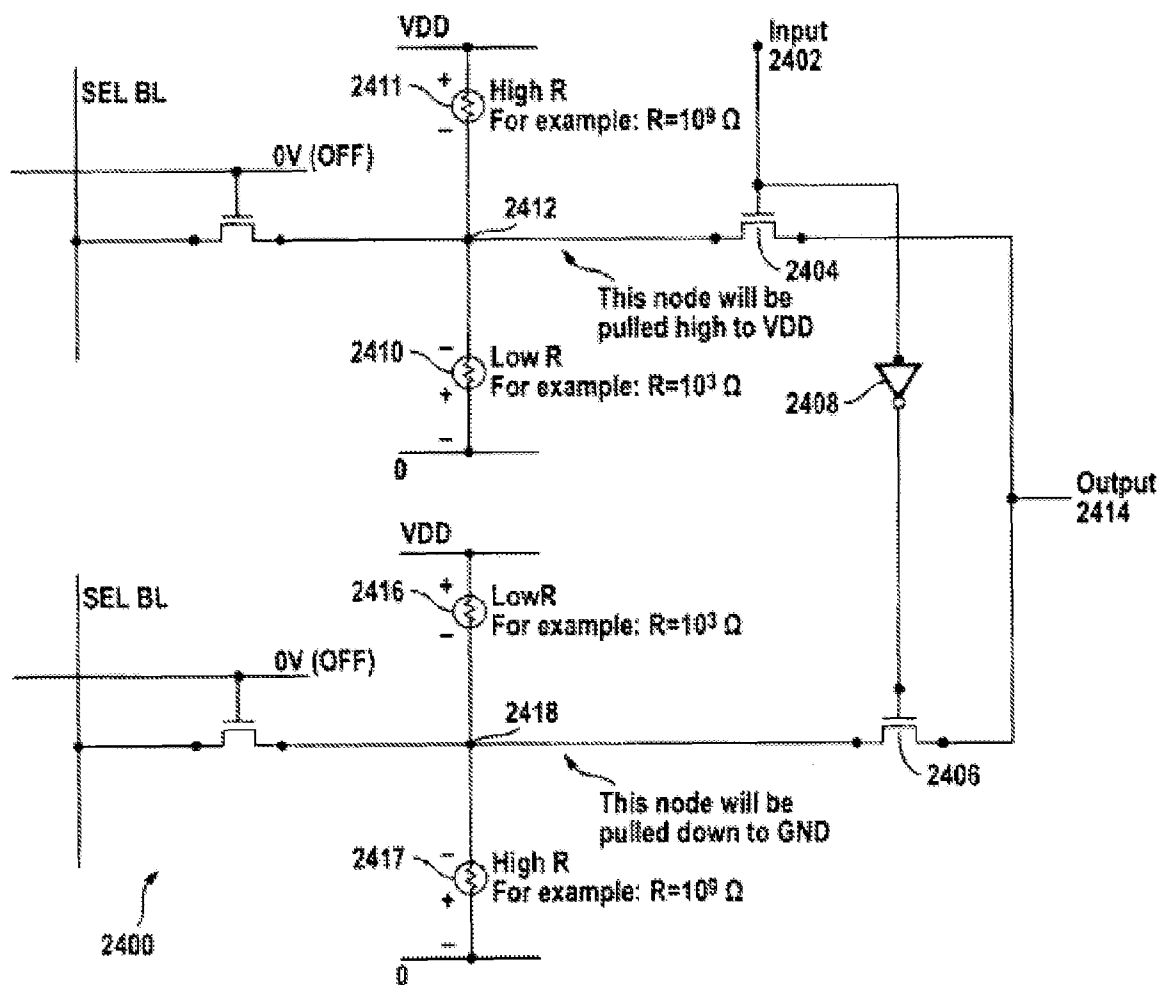 VDD
Input
2402
SEL BL
2411
High R
For example: R=10⁹ Ω
0V (OFF)
2412
2404
This node will be
pulled high to VDD
2410
Low R
For example: R=10³ Ω
2408
0
Output
2414
VDD
SEL BL
2416
LowR
For example: R=10³ Ω
0V (OFF)
2418
2406
This node will be
pulled down to GND
2417
High R
For example: R=10⁹ Ω
2400
0